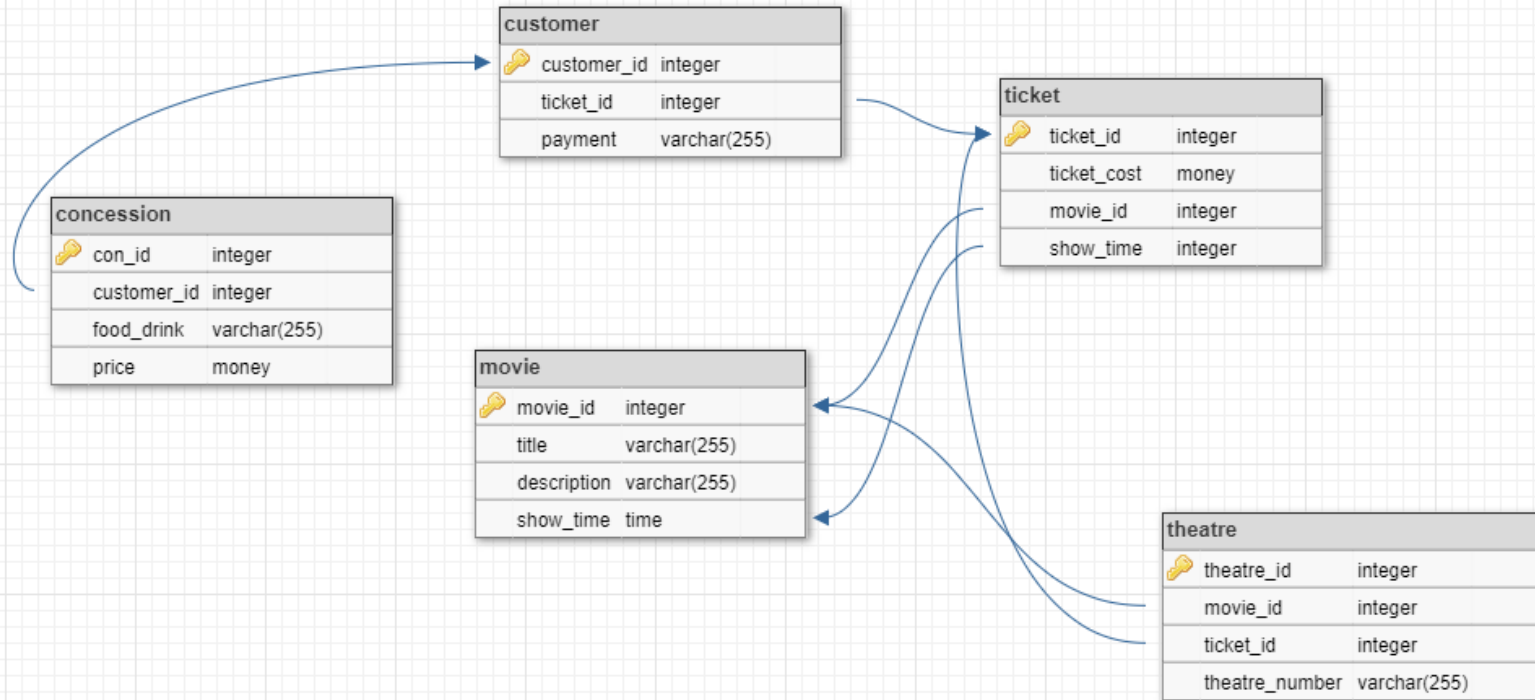 customer
customer_id integer
ticket_id integer
payment varchar(255)
ticket
ticket_id integer
ticket_cost money
movie_id integer
show_time integer
concession
con_id integer
customer_id integer
food_drink varchar(255)
price money
movie
movie_id integer
title varchar(255)
description varchar(255)
show_time time
theatre
theatre_id integer
movie_id integer
ticket_id integer
theatre_number varchar(255)